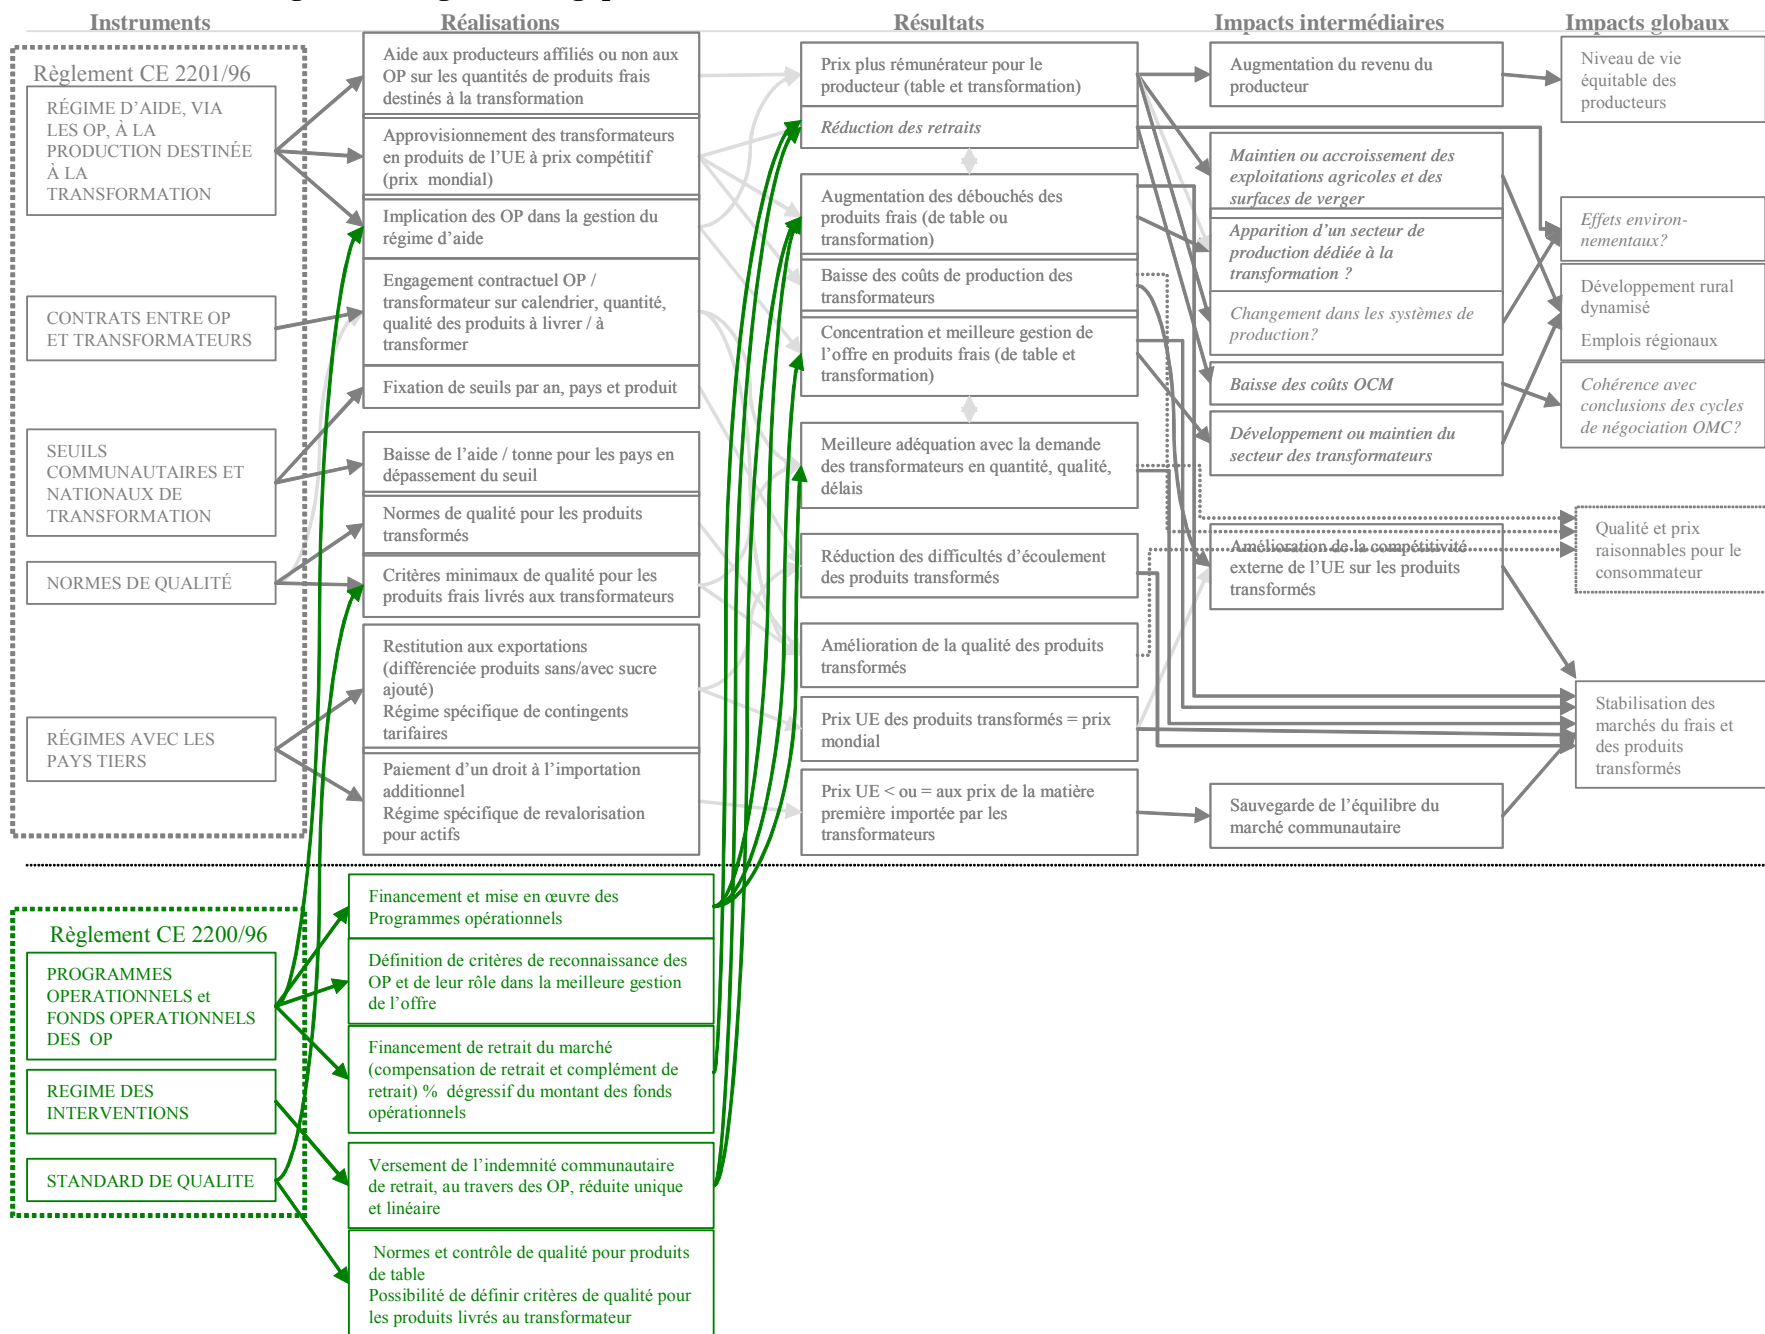 Instruments
Réalisations
Résultats
Impacts intermédiaires
Impacts globaux
Règlement CE 2201/96
RÉGIME D’AIDE, VIA
LES OP, À LA
PRODUCTION DESTINÉE
À LA
TRANSFORMATION
CONTRATS ENTRE OP
ET TRANSFORMATEURS
SEUILS
COMMUNAUTAIRES ET
NATIONAUX DE
TRANSFORMATION
NORMES DE QUALITÉ
RÉGIMES AVEC LES
PAYS TIERS
Aide aux producteurs affiliés ou non aux
OP sur les quantités de produits frais
destinés à la transformation
Approvisionnement des transformateurs
en produits de l’UE à prix compétitif
(prix mondial)
Implication des OP dans la gestion du
régime d’aide
Engagement contractuel OP /
transformateur sur calendrier, quantité,
qualité des produits à livrer / à
transformer
Fixation de seuils par an, pays et produit
Baisse de l’aide / tonne pour les pays en
dépassement du seuil
Normes de qualité pour les produits
transformés
Critères minimaux de qualité pour les
produits frais livrés aux transformateurs
Restitution aux exportations
(différenciée produits sans/avec sucre
ajouté)
Régime spécifique de contingents
tarifaires
Paiement d’un droit à l’importation
additionnel
Régime spécifique de revalorisation
pour actifs
Prix plus rémunérateur pour le
producteur (table et transformation)
Réduction des retraits
Augmentation des débouchés des
produits frais (de table ou
transformation)
Baisse des coûts de production des
transformateurs
Concentration et meilleure gestion de
l’offre en produits frais (de table et
transformation)
Meilleure adéquation avec la demande
des transformateurs en quantité, qualité,
délais
Réduction des difficultés d’écoulement
des produits transformés
Amélioration de la qualité des produits
transformés
Prix UE des produits transformés = prix
mondial
Prix UE < ou = aux prix de la matière
première importée par les
transformateurs
Augmentation du revenu du
producteur
Maintien ou accroissement des
exploitations agricoles et des
surfaces de verger
Apparition d’un secteur de
production dédiée à la
transformation ?
Changement dans les systèmes de
production?
Baisse des coûts OCM
Développement ou maintien du
secteur des transformateurs
Amélioration de la compétitivité
externe de l’UE sur les produits
transformés
Sauvegarde de l’équilibre du
marché communautaire
Niveau de vie
équitable des
producteurs
Effets environ-
nementaux?
Développement rural
dynamisé
Emplois régionaux
Cohérence avec
conclusions des cycles
de négociation OMC?
Qualité et prix
raisonnables pour le
consommateur
Stabilisation des
marchés du frais et
des produits
transformés
Règlement CE 2200/96
PROGRAMMES
OPERATIONNELS et
FONDS OPERATIONNELS
DES OP
REGIME DES
INTERVENTIONS
STANDARD DE QUALITE
Financement et mise en œuvre des
Programmes opérationnels
Définition de critères de reconnaissance des
OP et de leur rôle dans la meilleure gestion
de l’offre
Financement de retrait du marché
(compensation de retrait et complément de
retrait) % dégressif du montant des fonds
opérationnels
Versement de l’indemnité communautaire
de retrait, au travers des OP, réduite unique
et linéaire
Normes et contrôle de qualité pour produits
de table
Possibilité de définir critères de qualité pour
les produits livrés au transformateur